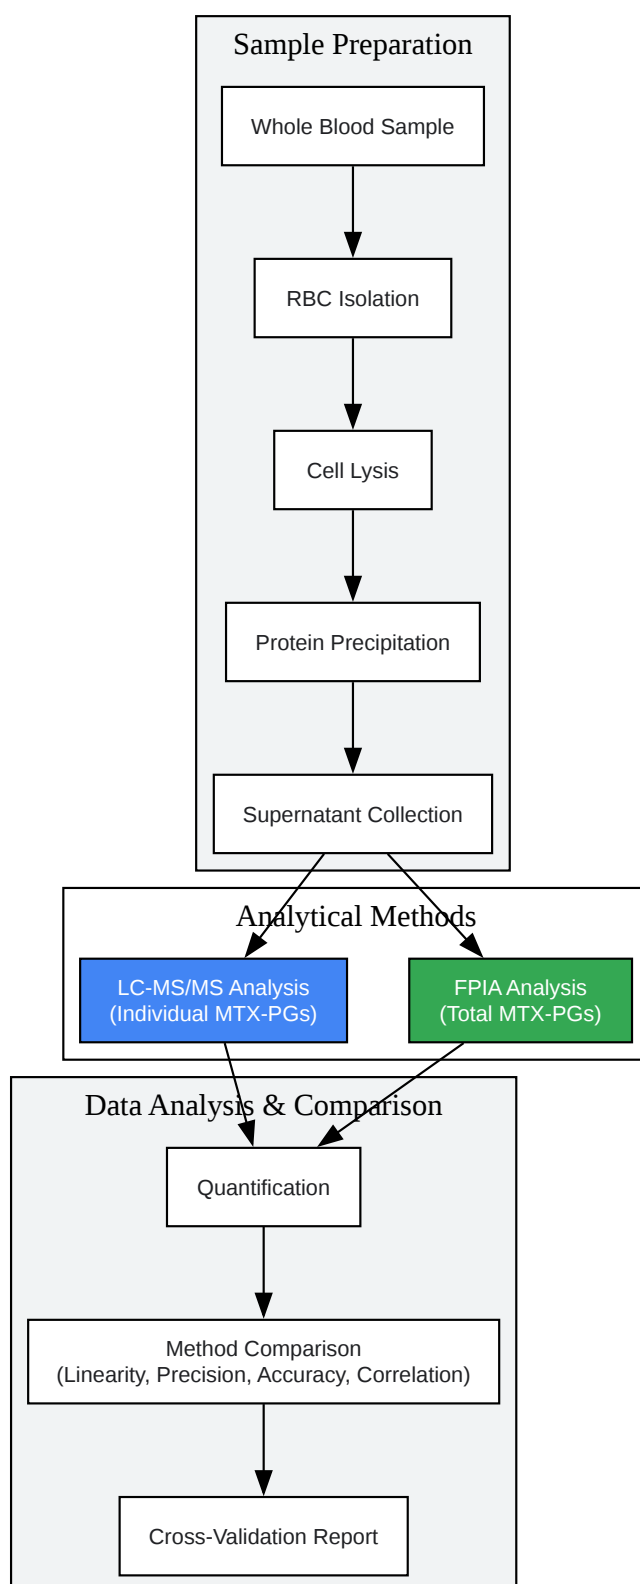 Sample Preparation
Whole Blood Sample
RBC Isolation
Cell Lysis
Protein Precipitation
Supernatant Collection
Analytical Methods
LC-MS/MS Analysis
(Individual MTX-PGs)
FPIA Analysis
(Total MTX-PGs)
Data Analysis & Comparison
Quantification
Method Comparison
(Linearity, Precision, Accuracy, Correlation)
Cross-Validation Report